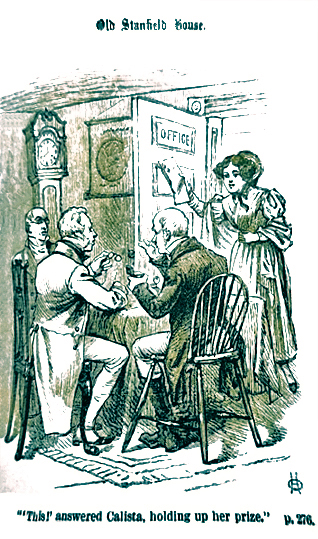 Old Stanfield House.
OFFICE
"'This!' answered Calista, holding up her prize."
p. 276.